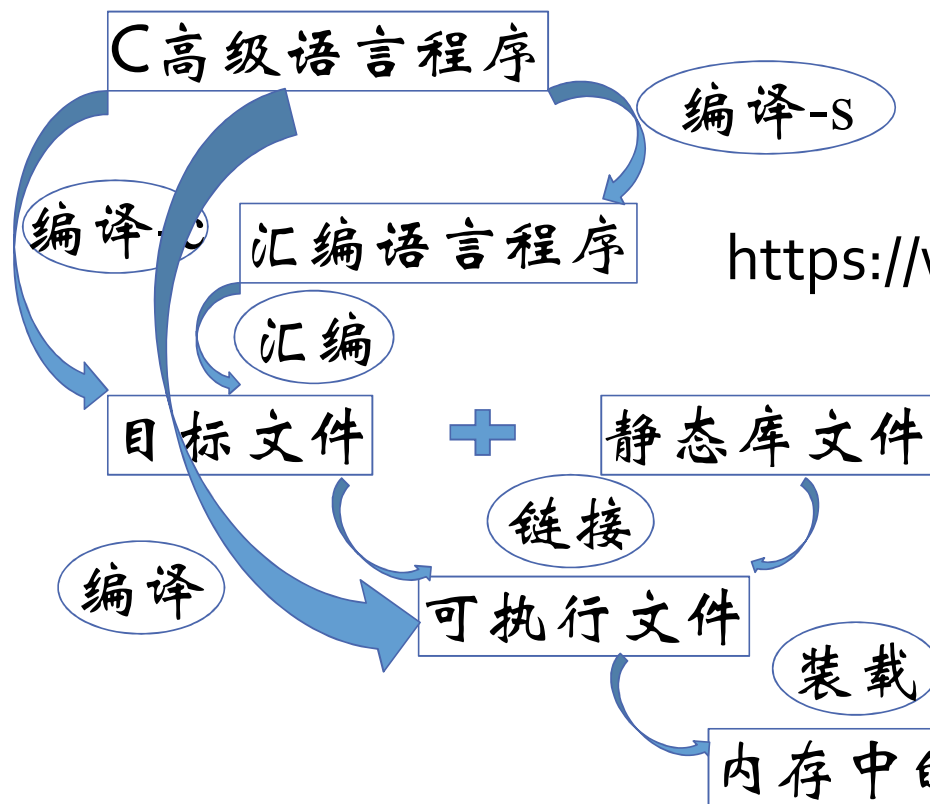 C高级语言程序
编译-s
编译-c
汇编语言程序
https://
汇编
目标文件
静态库文件
链接
编译
可执行文件
装载
内存中